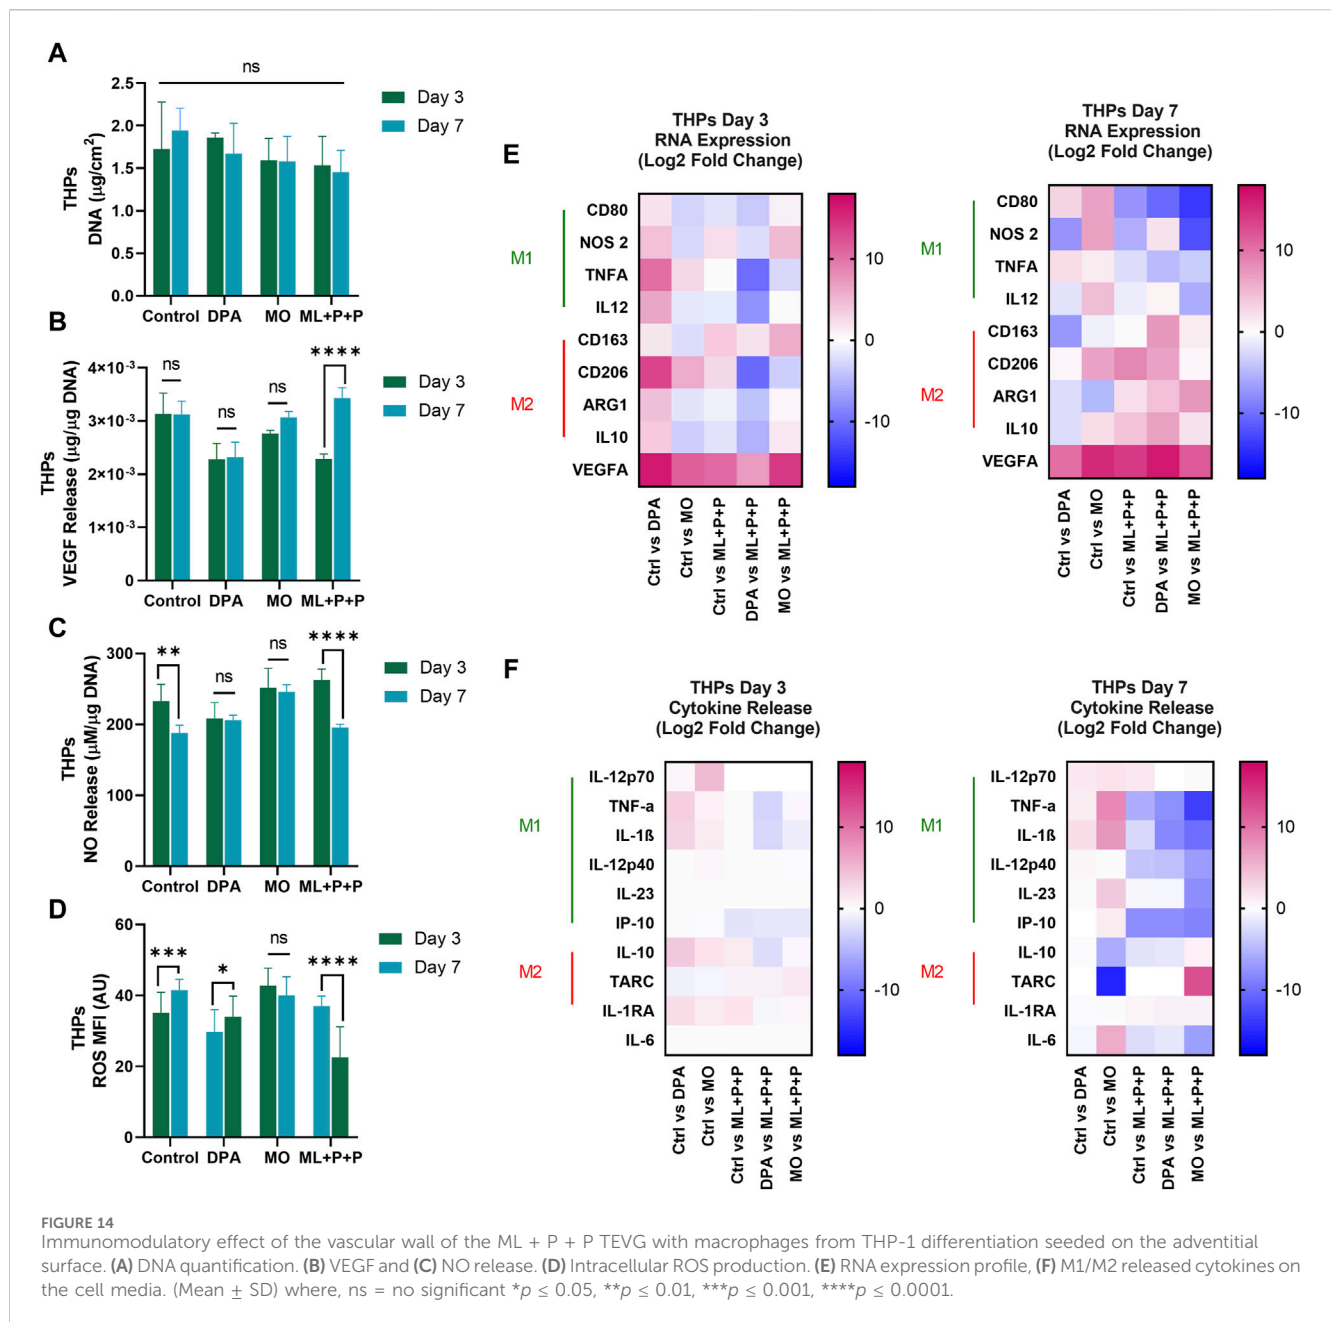 A
ns
2.5
2.0
1.5
1.0
0.5
0.0
THPs
DNA (µg/cm²)
Control DPA MO ML+P+P
Day 3
Day 7
B
4×10⁻³
3×10⁻³
2×10⁻³
1×10⁻³
0
THPs
VEGF Release (µg/µg DNA)
ns
ns
ns
****
Control DPA MO ML+P+P
Day 3
Day 7
C
300
200
100
0
THPs
NO Release (µM/µg DNA)
**
ns
ns
****
Control DPA MO ML+P+P
Day 3
Day 7
D
60
40
20
0
THPs
ROS MFI (AU)
***
*
ns
****
Control DPA MO ML+P+P
Day 3
Day 7
E
THPs Day 3
RNA Expression
(Log2 Fold Change)
M1
M2
CD80
NOS 2
TNFA
IL12
CD163
CD206
ARG1
IL10
VEGFA
Ctrl vs DPA
Ctrl vs MO
Ctrl vs ML+P+P
DPA vs ML+P+P
MO vs ML+P+P
10
0
-10
THPs Day 7
RNA Expression
(Log2 Fold Change)
M1
M2
CD80
NOS 2
TNFA
IL12
CD163
CD206
ARG1
IL10
VEGFA
Ctrl vs DPA
Ctrl vs MO
Ctrl vs ML+P+P
DPA vs ML+P+P
MO vs ML+P+P
10
0
-10
F
THPs Day 3
Cytokine Release
(Log2 Fold Change)
M1
M2
IL-12p70
TNF-a
IL-1ß
IL-12p40
IL-23
IP-10
IL-10
TARC
IL-1RA
IL-6
Ctrl vs DPA
Ctrl vs MO
Ctrl vs ML+P+P
DPA vs ML+P+P
MO vs ML+P+P
10
0
-10
THPs Day 7
Cytokine Release
(Log2 Fold Change)
M1
M2
IL-12p70
TNF-a
IL-1ß
IL-12p40
IL-23
IP-10
IL-10
TARC
IL-1RA
IL-6
Ctrl vs DPA
Ctrl vs MO
Ctrl vs ML+P+P
DPA vs ML+P+P
MO vs ML+P+P
10
0
-10
FIGURE 14
Immunomodulatory effect of the vascular wall of the ML + P + P TEVG with macrophages from THP-1 differentiation seeded on the adventitial
surface. (A) DNA quantification. (B) VEGF and (C) NO release. (D) Intracellular ROS production. (E) RNA expression profile, (F) M1/M2 released cytokines on
the cell media. (Mean ± SD) where, ns = no significant *p ≤ 0.05, **p ≤ 0.01, ***p ≤ 0.001, ****p ≤ 0.0001.